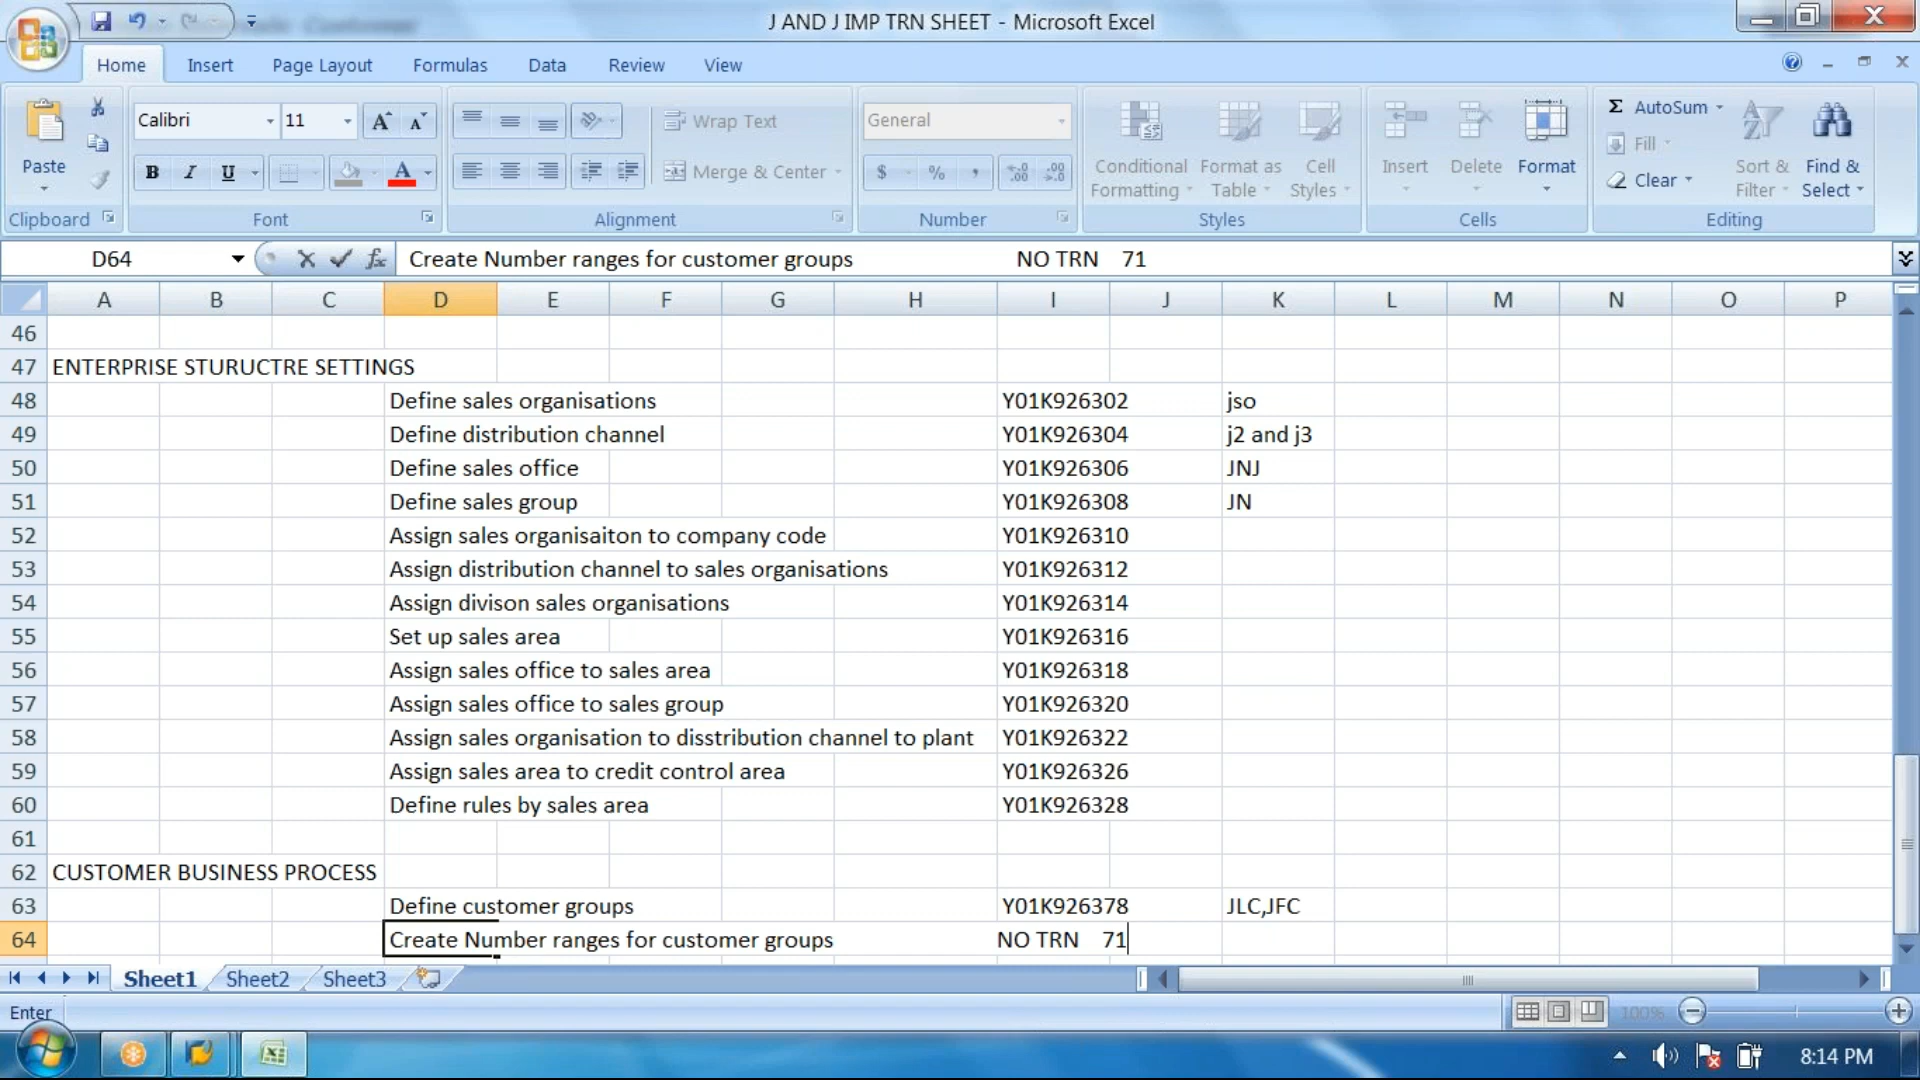 J AND J IMP TRN SHEET - Microsoft Excel
Home Insert Page Layout Formulas Data Review View
Paste
Clipboard
Calibri 11
B I U
Font
Wrap Text
Merge & Center
Alignment
General
$ % ,
Number
Conditional Formatting
Format as Table
Cell Styles
Styles
Insert Delete Format
Cells
Σ AutoSum
Fill
Clear
Sort & Filter
Find & Select
Editing
D64 fx Create Number ranges for customer groups NO TRN 71
A B C D E F G H I J K L M N O P
46
47 ENTERPRISE STURUCTRE SETTINGS
48 Define sales organisations Y01K926302 jso
49 Define distribution channel Y01K926304 j2 and j3
50 Define sales office Y01K926306 JNJ
51 Define sales group Y01K926308 JN
52 Assign sales organisaiton to company code Y01K926310
53 Assign distribution channel to sales organisations Y01K926312
54 Assign divison sales organisations Y01K926314
55 Set up sales area Y01K926316
56 Assign sales office to sales area Y01K926318
57 Assign sales office to sales group Y01K926320
58 Assign sales organisation to disstribution channel to plant Y01K926322
59 Assign sales area to credit control area Y01K926326
60 Define rules by sales area Y01K926328
61
62 CUSTOMER BUSINESS PROCESS
63 Define customer groups Y01K926378 JLC,JFC
64 Create Number ranges for customer groups NO TRN 71
Sheet1 Sheet2 Sheet3
Enter 100%
8:14 PM